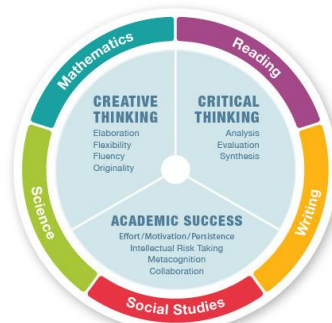 Mathematics
Reading
CREATIVE
THINKING
Elaboration
Flexibility
Fluency
Originality
CRITICAL
THINKING
Analysis
Evaluation
Synthesis
Science
Writing
ACADEMIC SUCCESS
Effort/Motivation/Persistence
Intellectual Risk Taking
Metacognition
Collaboration
Social Studies